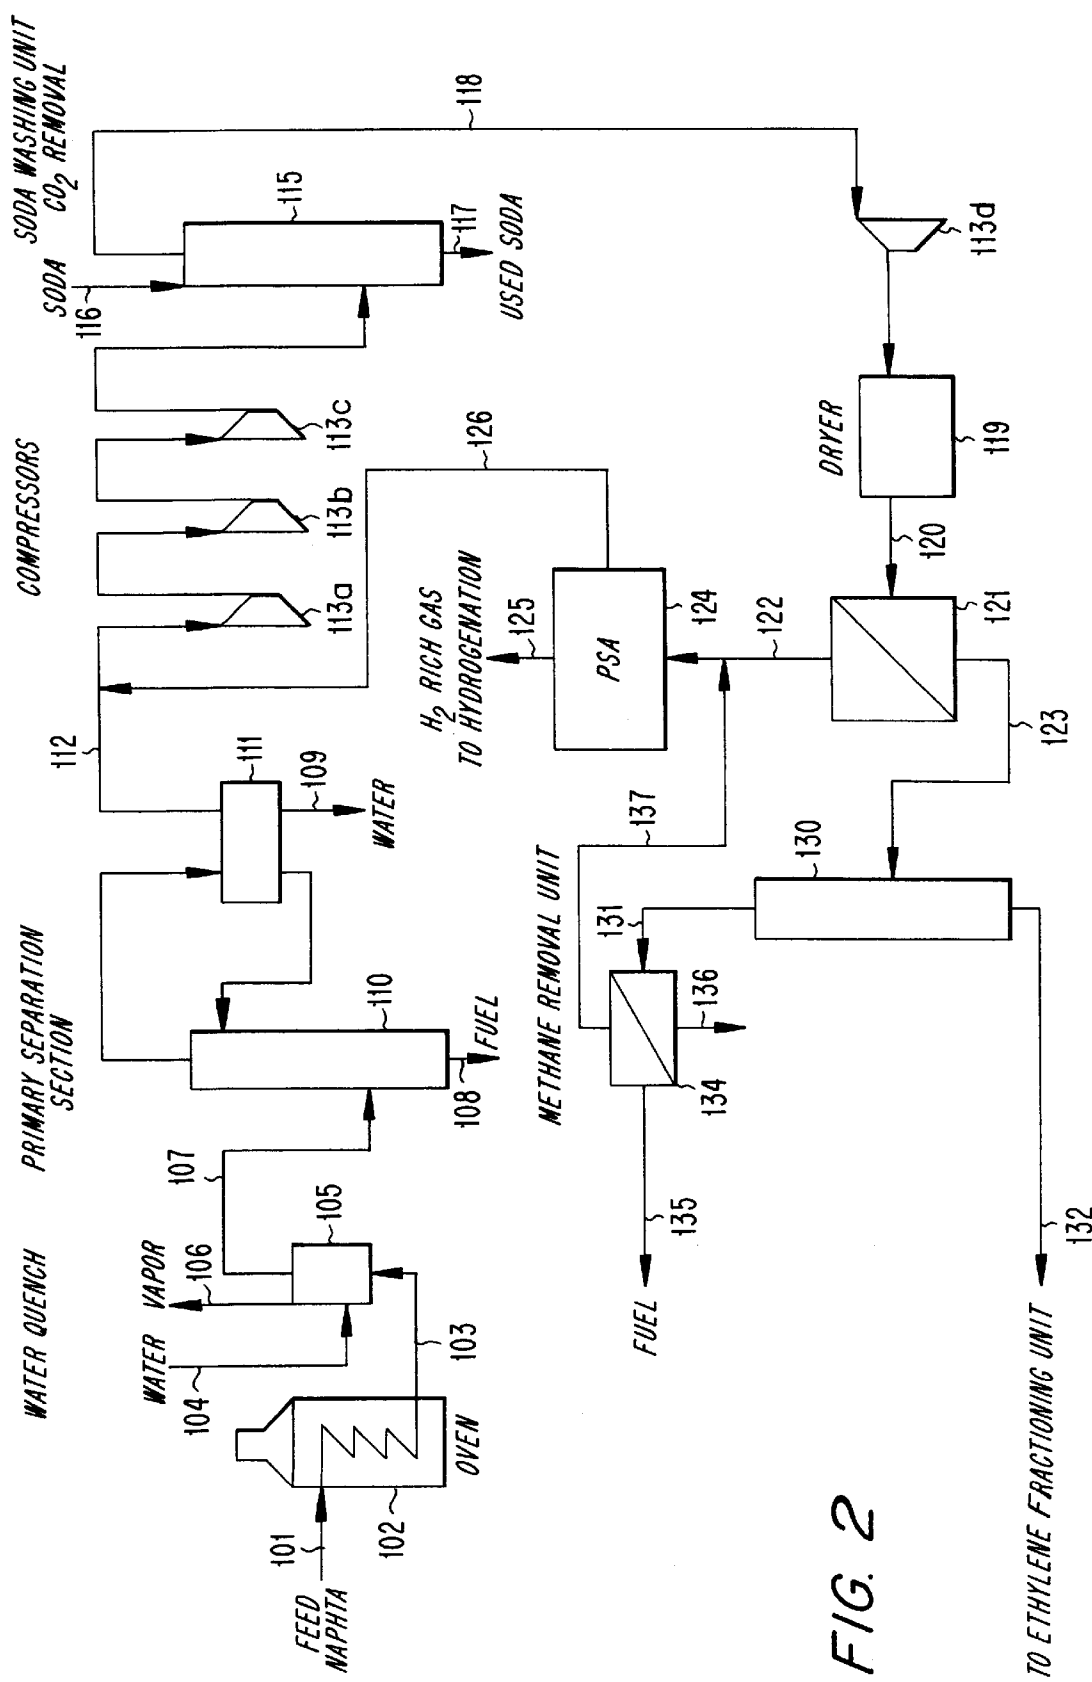 WATER QUENCH
PRIMARY SEPARATION
SECTION
COMPRESSORS
SODA WASHING UNIT
CO2 REMOVAL
FEED
NAPHTA
101
102
OVEN
103
WATER
104
VAPOR
106
105
107
110
108
FUEL
111
109
WATER
112
113a
113b
113c
126
SODA
116
115
117
USED SODA
118
113d
DRYER
119
120
121
122
123
H2 RICH GAS
TO HYDROGENATION
125
PSA
124
137
METHANE REMOVAL UNIT
131
130
136
134
135
FUEL
132
TO ETHYLENE FRACTIONING UNIT
FIG. 2